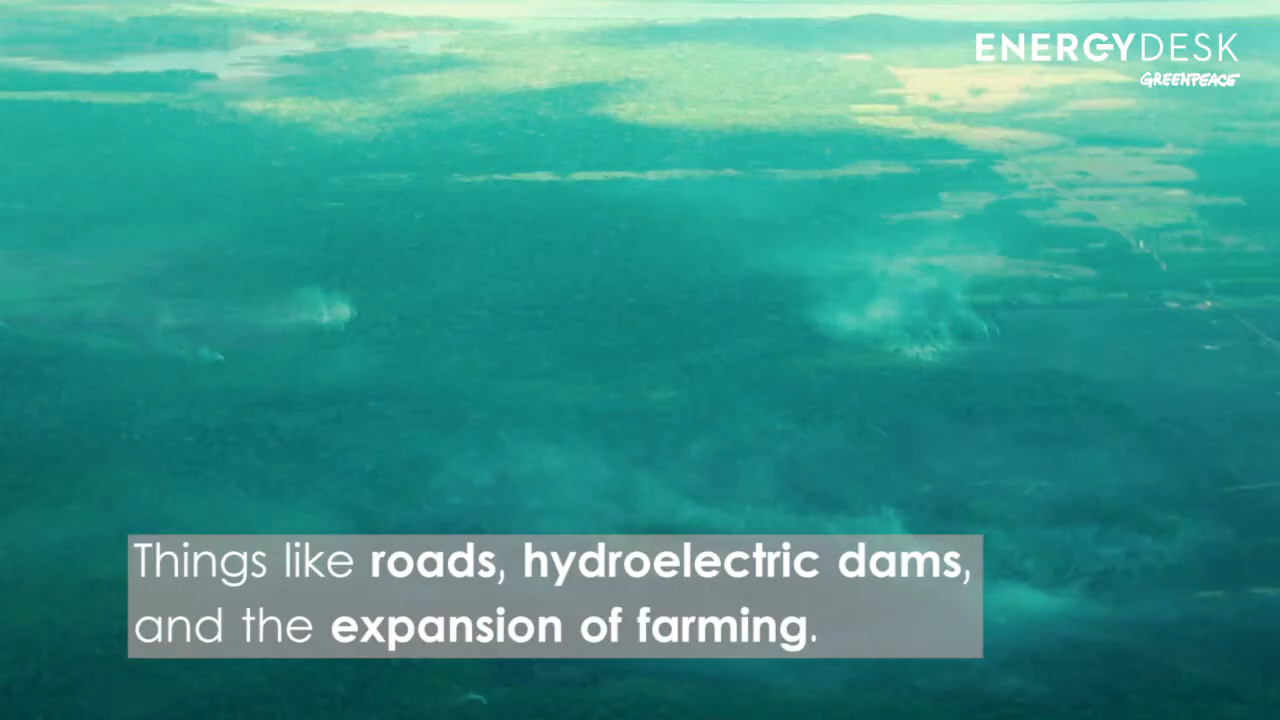 ENERGYDESK
GREENPEACE
Things like roads, hydroelectric dams,
and the expansion of farming.